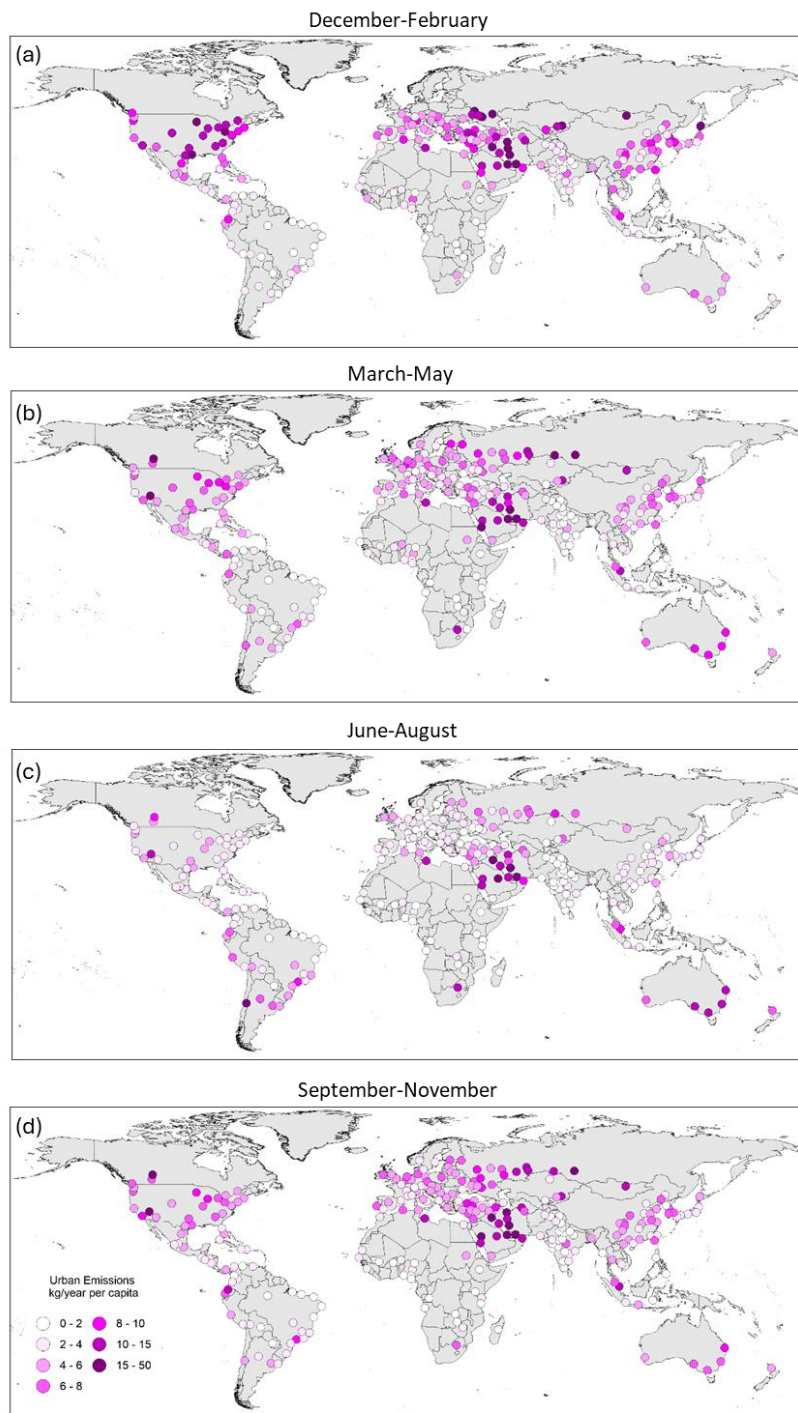 December-February
(a)
March-May
(b)
June-August
(c)
September-November
(d)
Urban Emissions
kg/year per capita
0 - 2
8 - 10
2 - 4
10 - 15
4 - 6
15 - 50
6 - 8